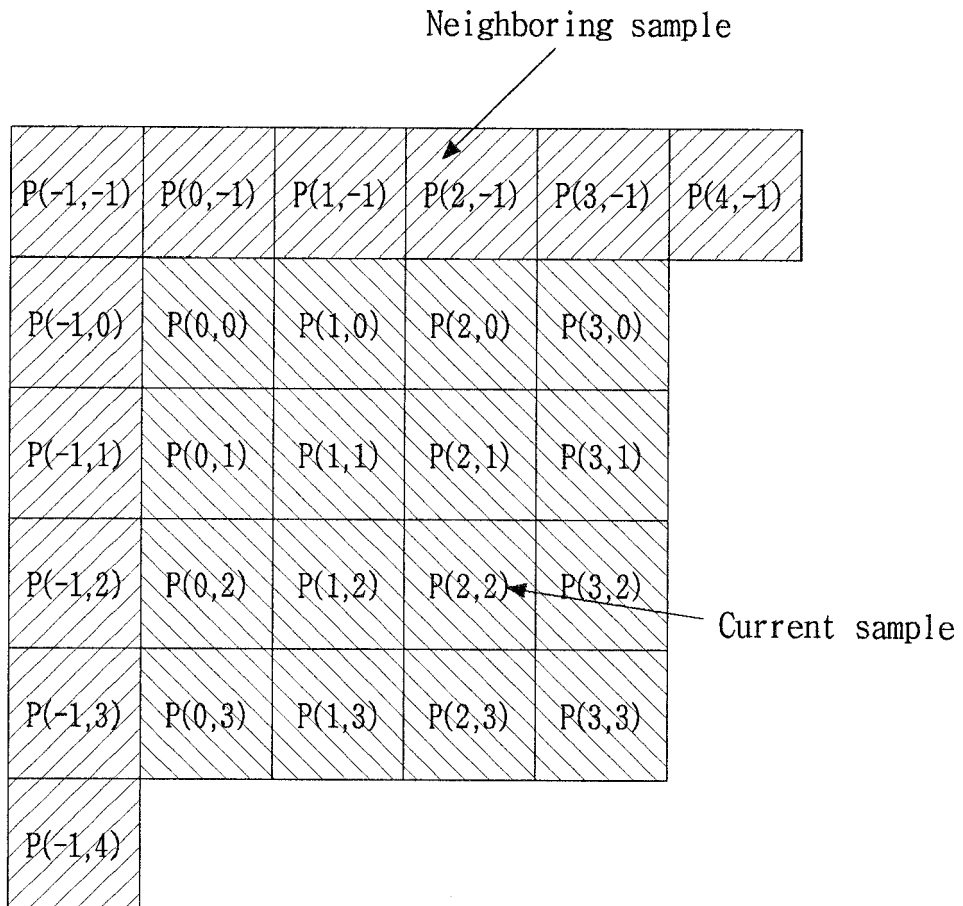 Neighboring sample
P(-1,-1) P(0,-1) P(1,-1) P(2,-1) P(3,-1) P(4,-1)
P(-1,0) P(0,0) P(1,0) P(2,0) P(3,0)
P(-1,1) P(0,1) P(1,1) P(2,1) P(3,1)
P(-1,2) P(0,2) P(1,2) P(2,2) P(3,2)
Current sample
P(-1,3) P(0,3) P(1,3) P(2,3) P(3,3)
P(-1,4)